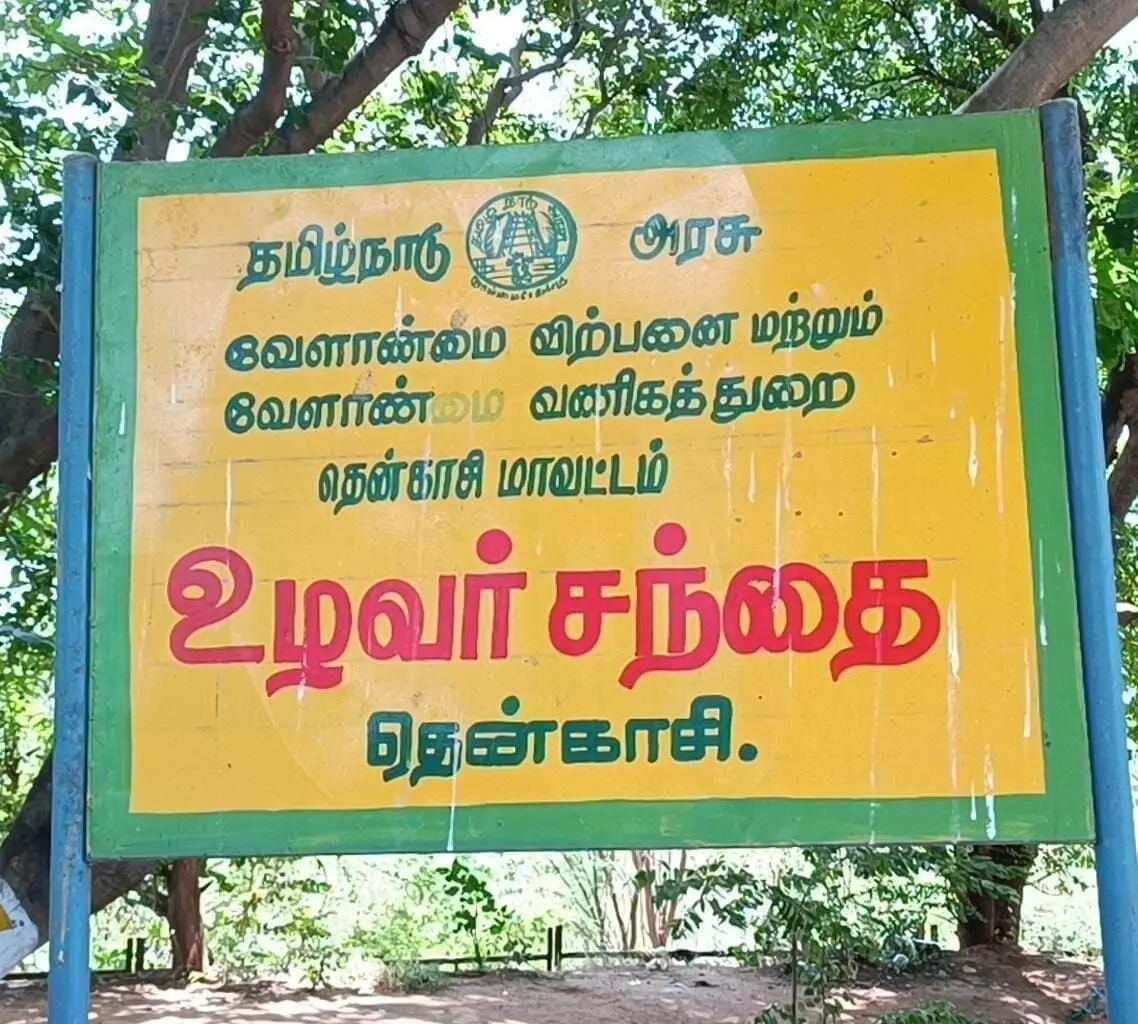 தமிழ்நாடு அரசு
வேளாண்மை விற்பனை மற்றும்
வேளாண்மை வணிகத்துறை
தென்காசி மாவட்டம்
உழவர் சந்தை
தென்காசி.